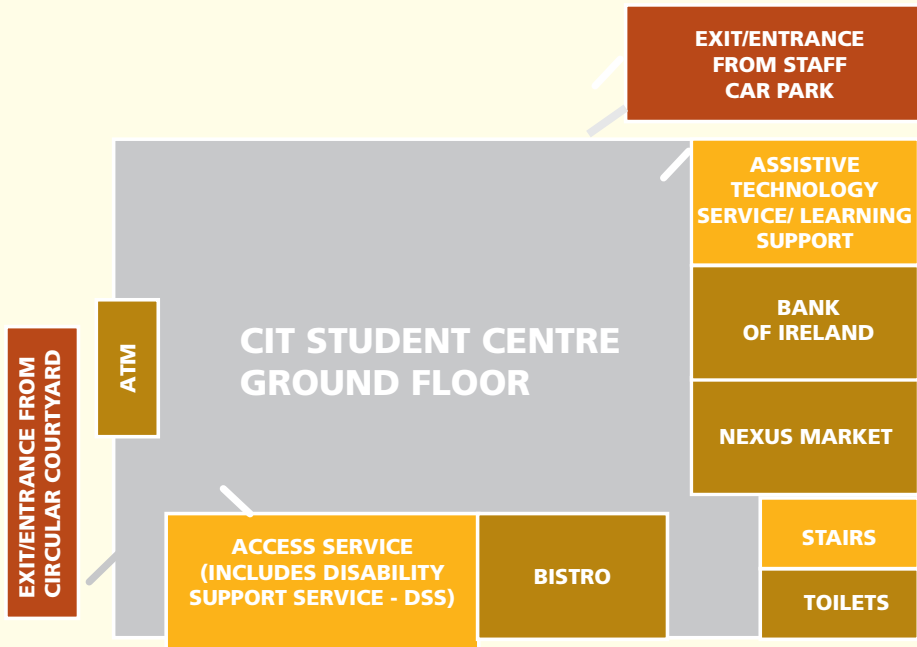 EXIT/ENTRANCE
FROM STAFF
CAR PARK
ASSISTIVE
TECHNOLOGY
SERVICE/ LEARNING
SUPPORT
BANK
OF IRELAND
CIT STUDENT CENTRE
GROUND FLOOR
ATM
EXIT/ENTRANCE FROM
CIRCULAR COURTYARD
NEXUS MARKET
STAIRS
ACCESS SERVICE
(INCLUDES DISABILITY
SUPPORT SERVICE - DSS)
BISTRO
TOILETS